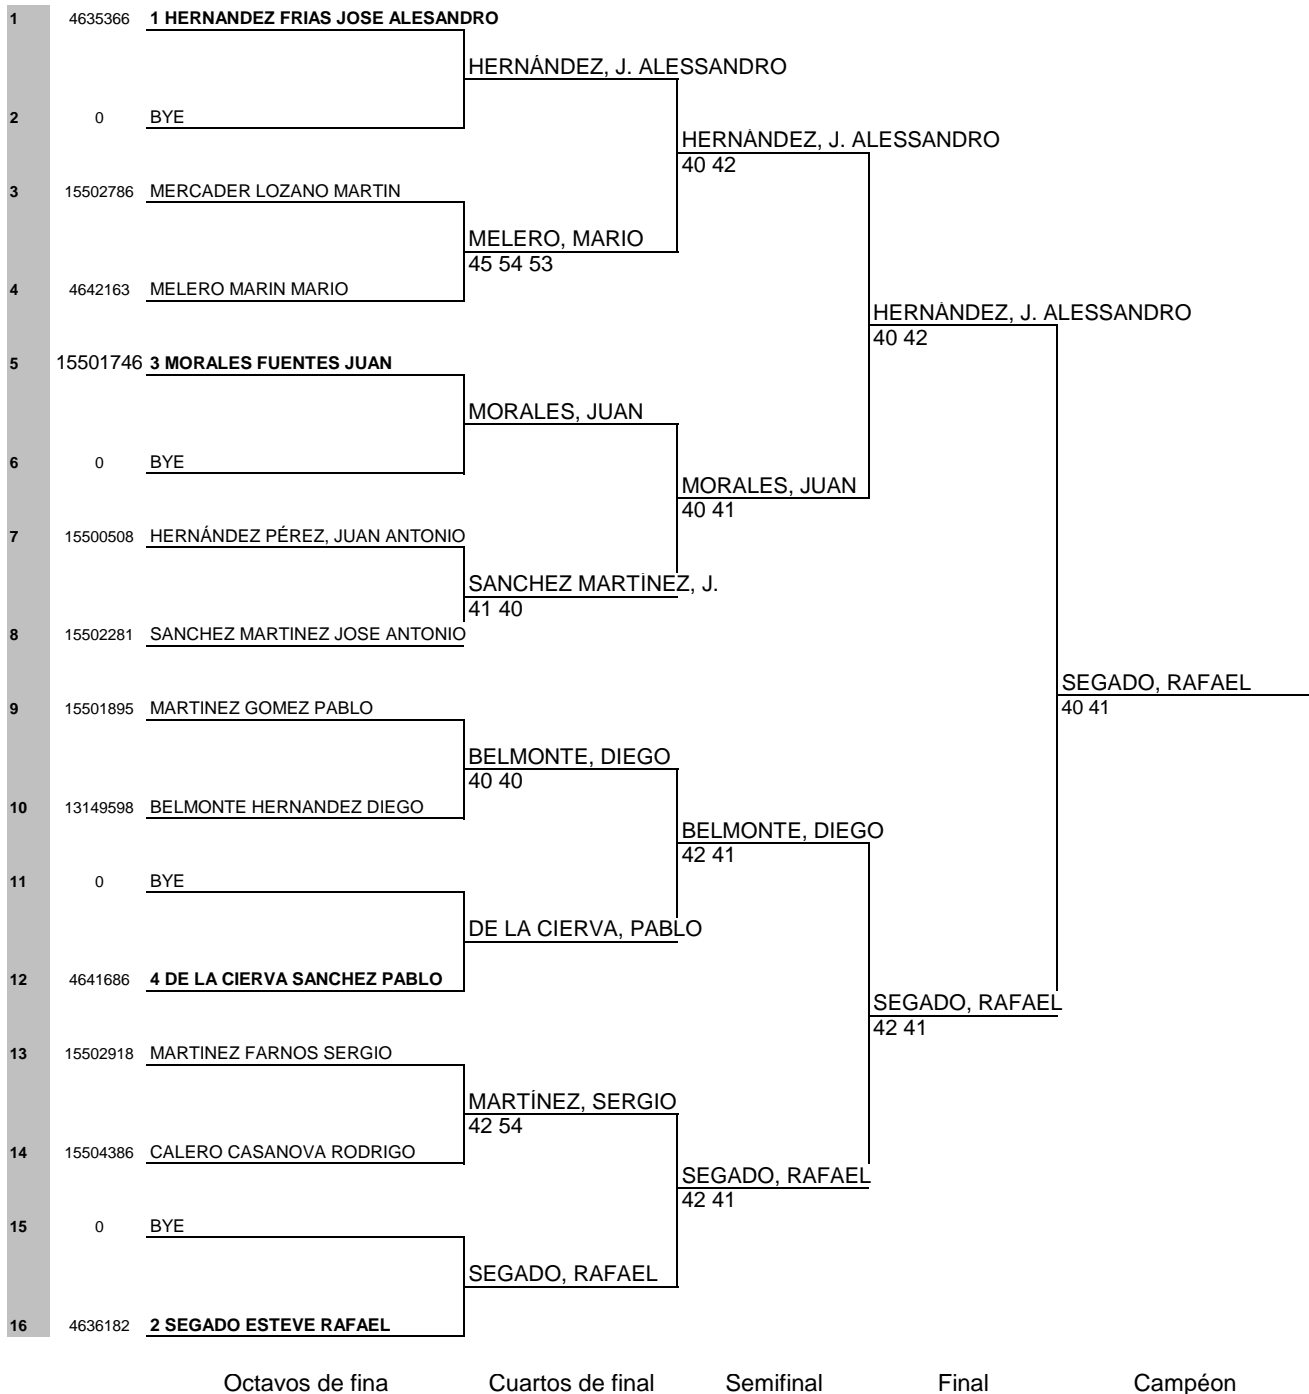 1 4635366 1 HERNANDEZ FRIAS JOSE ALESANDRO
HERNÁNDEZ, J. ALESSANDRO
2 0 BYE
HERNÁNDEZ, J. ALESSANDRO
40 42
3 15502786 MERCADER LOZANO MARTIN
MELERO, MARIO
45 54 53
4 4642163 MELERO MARIN MARIO
HERNÁNDEZ, J. ALESSANDRO
40 42
5 15501746 3 MORALES FUENTES JUAN
MORALES, JUAN
6 0 BYE
MORALES, JUAN
40 41
7 15500508 HERNÁNDEZ PÉREZ, JUAN ANTONIO
SANCHEZ MARTÍNEZ, J.
41 40
8 15502281 SANCHEZ MARTINEZ JOSE ANTONIO
SEGADO, RAFAEL
40 41
9 15501895 MARTINEZ GOMEZ PABLO
BELMONTE, DIEGO
40 40
10 13149598 BELMONTE HERNANDEZ DIEGO
BELMONTE, DIEGO
42 41
11 0 BYE
DE LA CIERVA, PABLO
12 4641686 4 DE LA CIERVA SANCHEZ PABLO
SEGADO, RAFAEL
42 41
13 15502918 MARTINEZ FARNOS SERGIO
MARTÍNEZ, SERGIO
42 54
14 15504386 CALERO CASANOVA RODRIGO
SEGADO, RAFAEL
42 41
15 0 BYE
SEGADO, RAFAEL
16 4636182 2 SEGADO ESTEVE RAFAEL
Octavos de fina Cuartos de final Semifinal Final Campéon